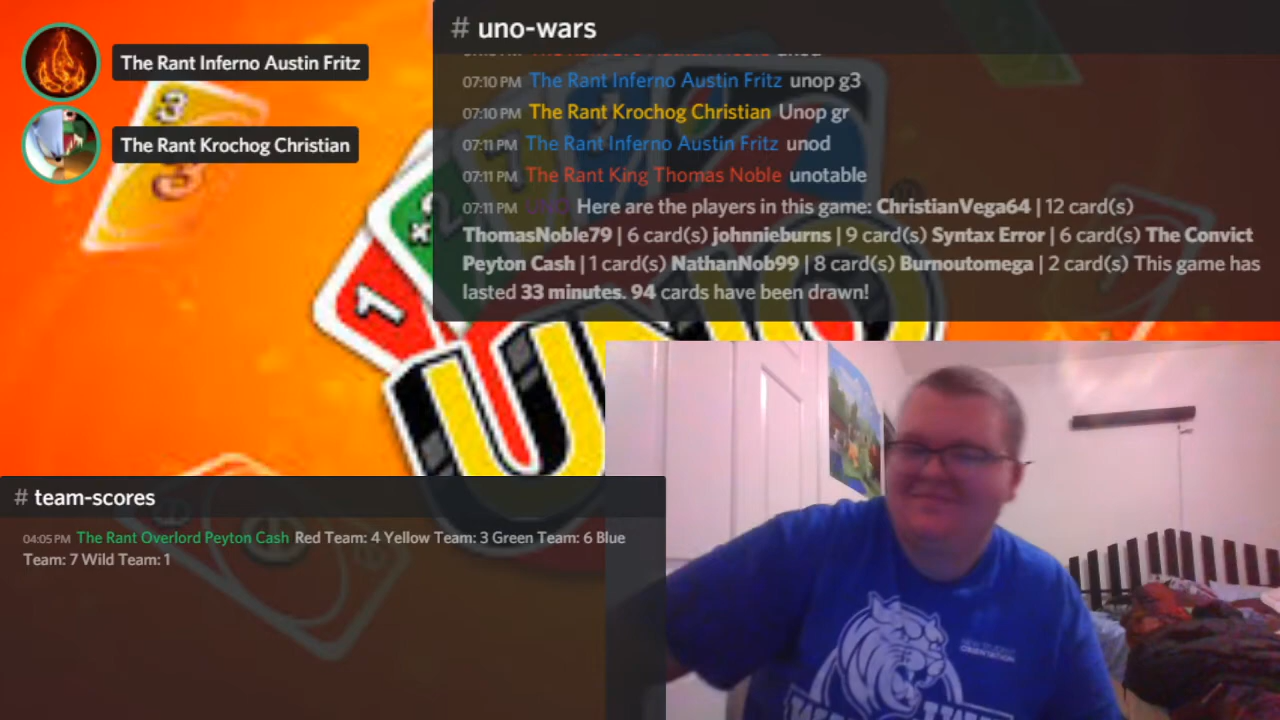 The Rant Inferno Austin Fritz
The Rant Krochog Christian
# uno-wars
07:10 PM The Rant Inferno Austin Fritz unop g3
07:10 PM The Rant Krochog Christian Unop gr
07:11 PM The Rant Inferno Austin Fritz unod
07:11 PM The Rant King Thomas Noble unotable
07:11 PM UNO Here are the players in this game: ChristianVega64 | 12 card(s)
ThomasNoble79 | 6 card(s) johnnieburns | 9 card(s) Syntax Error | 6 card(s) The Convict
Peyton Cash | 1 card(s) NathanNob99 | 8 card(s) Burnoutomega | 2 card(s) This game has
lasted 33 minutes. 94 cards have been drawn!
3
3
1
UNO
# team-scores
04:05 PM The Rant Overlord Peyton Cash Red Team: 4 Yellow Team: 3 Green Team: 6 Blue
Team: 7 Wild Team: 1
ORIENTATION